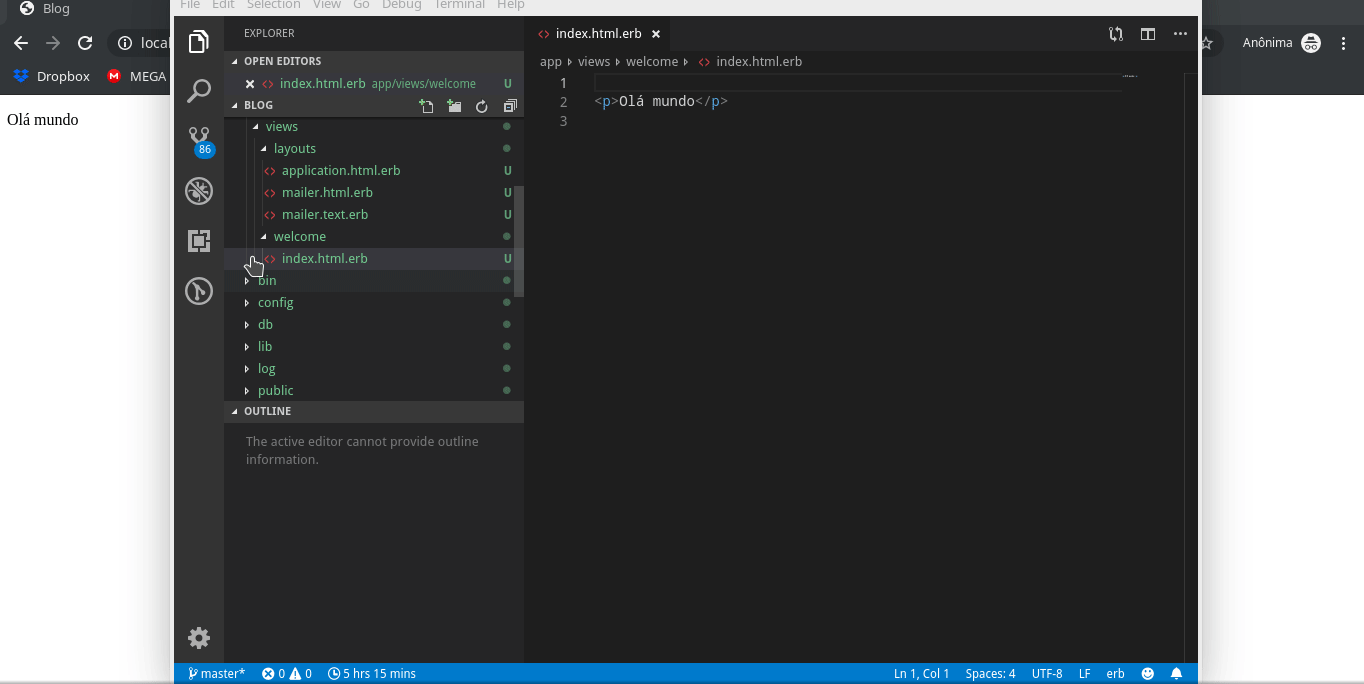 Blog
local
Anônima
Dropbox
MEGA
Olá mundo
File Edit Selection View Go Debug Terminal Help
EXPLORER
OPEN EDITORS
index.html.erb app/views/welcome U
BLOG
views
layouts
application.html.erb U
mailer.html.erb U
mailer.text.erb U
welcome
index.html.erb U
bin
config
db
lib
log
public
OUTLINE
The active editor cannot provide outline
information.
86
index.html.erb
app views welcome index.html.erb
1
2 <p>Olá mundo</p>
3
master* 0 0 5 hrs 15 mins
Ln 1, Col 1 Spaces: 4 UTF-8 LF erb